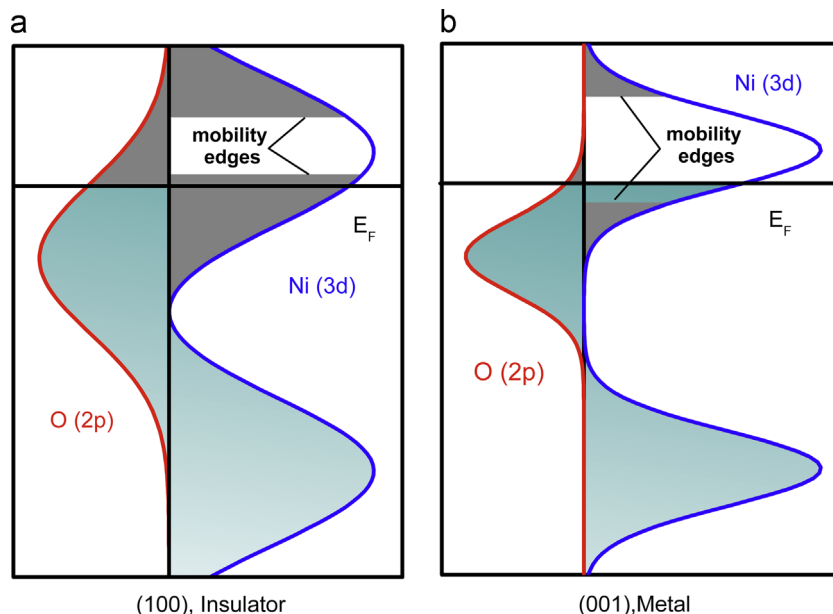 a
mobility
edges
E_F
Ni (3d)
O (2p)
(100), Insulator
b
Ni (3d)
mobility
edges
E_F
O (2p)
(001),Metal